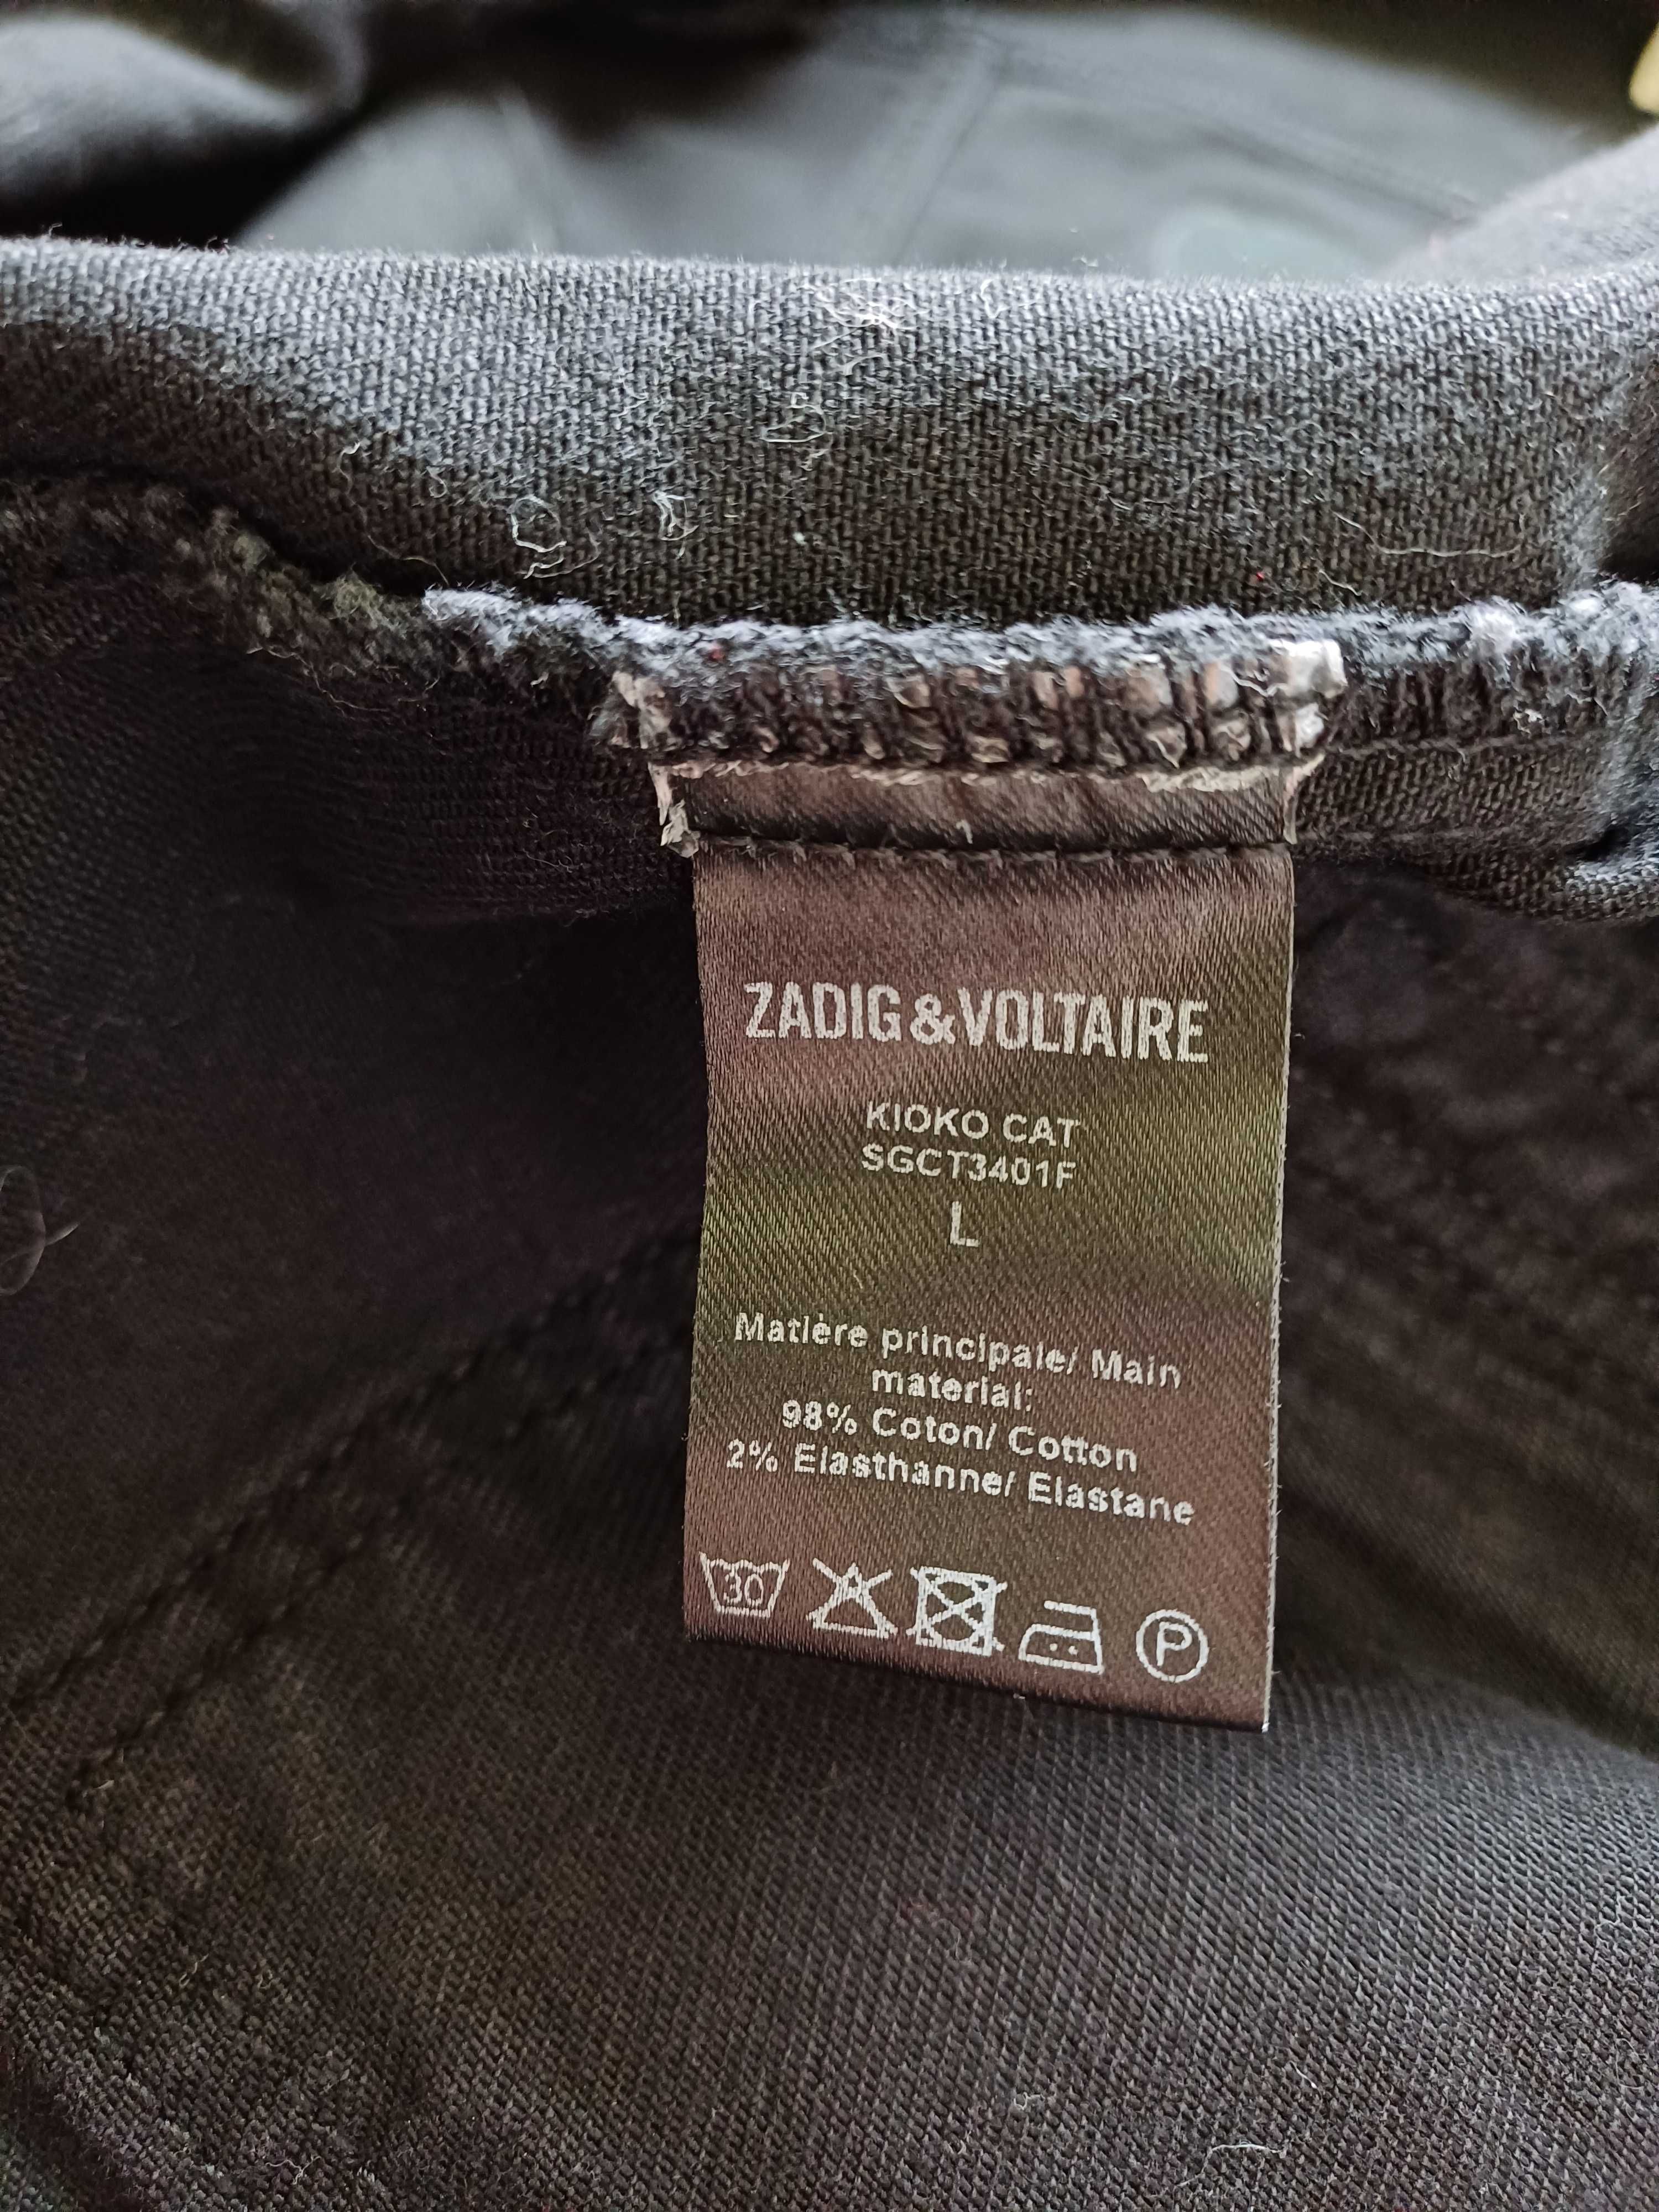 ZADIG&VOLTAIRE
KIOKO CAT
SGCT3401F
L
Matière principale/ Main
material:
98% Coton/ Cotton
2% Elasthanne/ Elastane
30
P